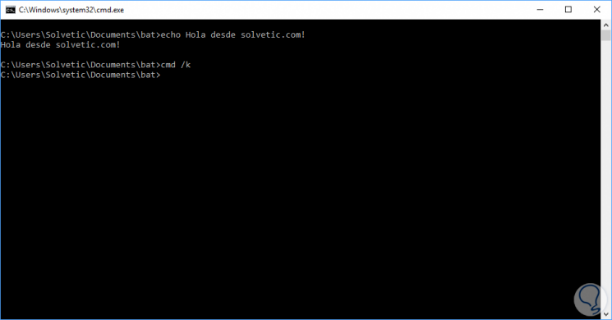 C:\Windows\system32\cmd.exe
C:\Users\Solvetic\Documents\bat>echo Hola desde solvetic.com!
Hola desde solvetic.com!
C:\Users\Solvetic\Documents\bat>cmd /k
C:\Users\Solvetic\Documents\bat>